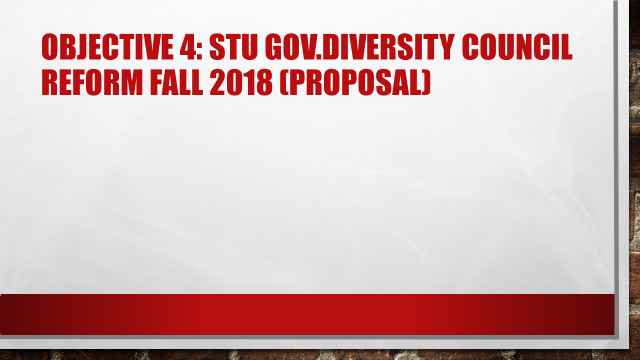 OBJECTIVE 4: STU GOV.DIVERSITY COUNCIL
REFORM FALL 2018 (PROPOSAL)